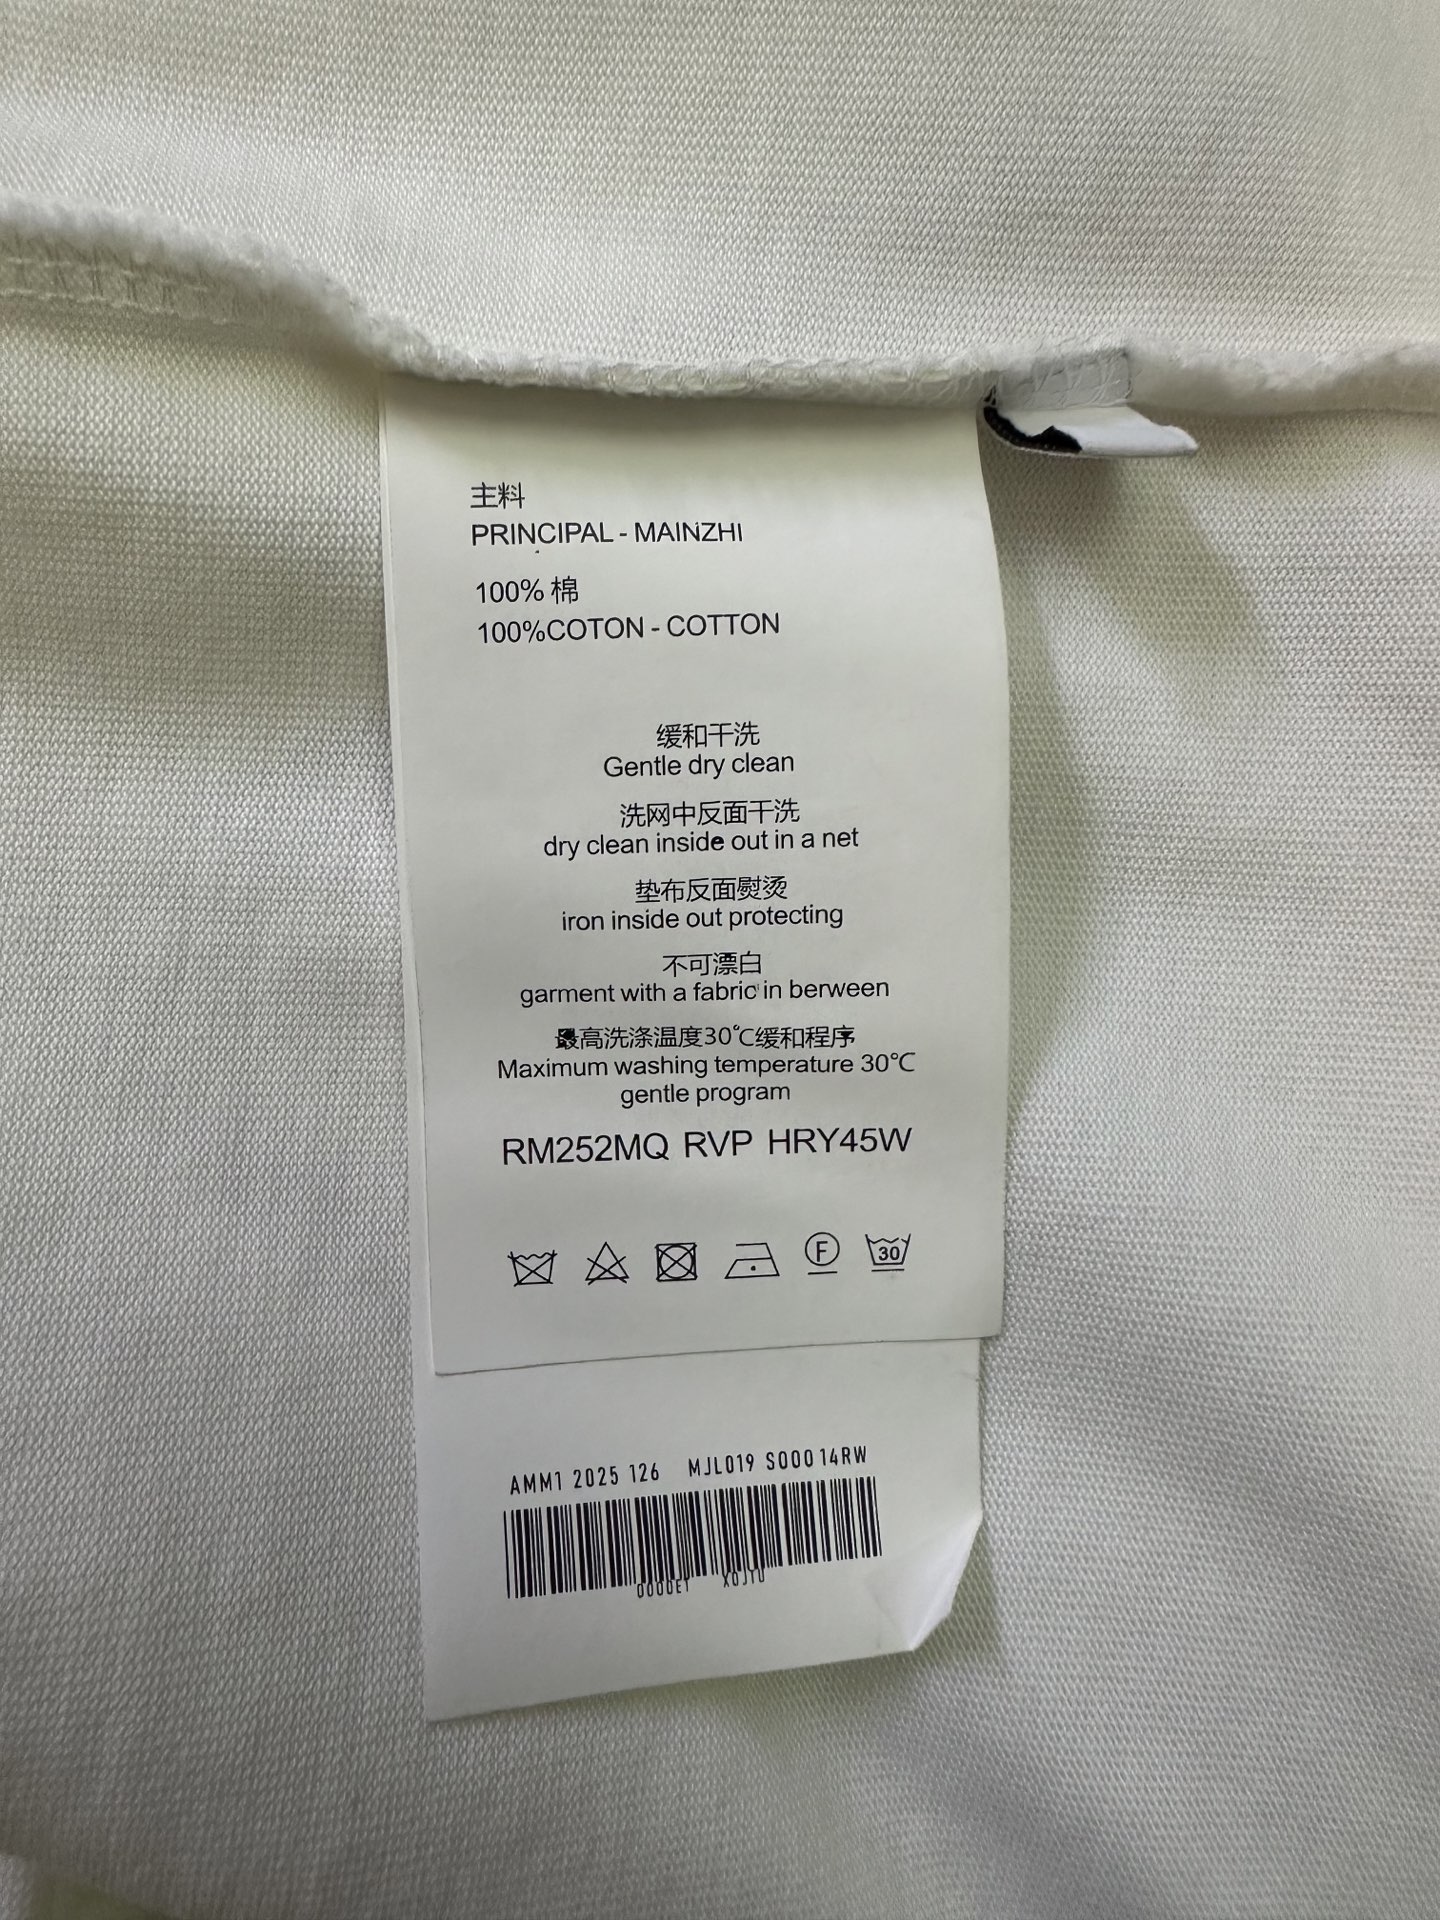 主料
PRINCIPAL - MAINZHI
100% 棉
100%COTON - COTTON
缓和干洗
Gentle dry clean
洗网中反面干洗
dry clean inside out in a net
垫布反面熨烫
iron inside out protecting
不可漂白
garment with a fabric in berween
最高洗涤温度30℃缓和程序
Maximum washing temperature 30℃
gentle program
RM252MQ RVP HRY45W
F 30
AMM1 2025 126 MJL019 S000 14RW